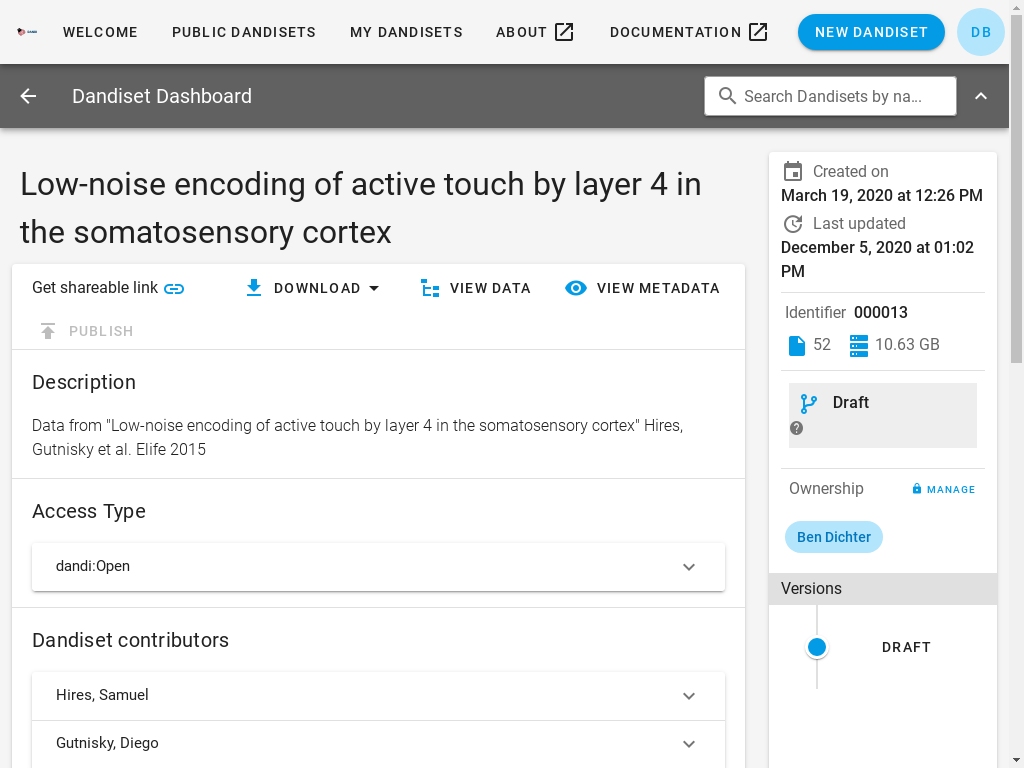 WELCOME PUBLIC DANDISETS MY DANDISETS ABOUT DOCUMENTATION NEW DANDISET DB
Dandiset Dashboard Search Dandisets by na...
Low-noise encoding of active touch by layer 4 in
the somatosensory cortex
Get shareable link DOWNLOAD VIEW DATA VIEW METADATA
PUBLISH
Description
Data from "Low-noise encoding of active touch by layer 4 in the somatosensory cortex" Hires,
Gutnisky et al. Elife 2015
Access Type
dandi:Open
Dandiset contributors
Hires, Samuel
Gutnisky, Diego
Created on
March 19, 2020 at 12:26 PM
Last updated
December 5, 2020 at 01:02
PM
Identifier 000013
52 10.63 GB
Draft
Ownership MANAGE
Ben Dichter
Versions
DRAFT